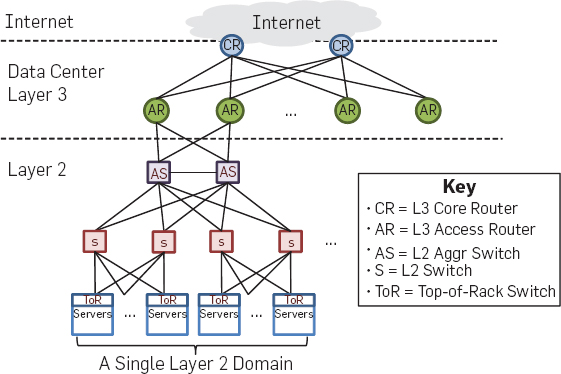 Internet
Internet
CR CR
Data Center
Layer 3
AR AR ... AR AR
Layer 2
AS AS
Key
· CR = L3 Core Router
· AR = L3 Access Router
· AS = L2 Aggr Switch
· S = L2 Switch
· ToR = Top-of-Rack Switch
s s s s ...
ToR ToR ToR ToR
Servers ... Servers Servers ... Servers
A Single Layer 2 Domain